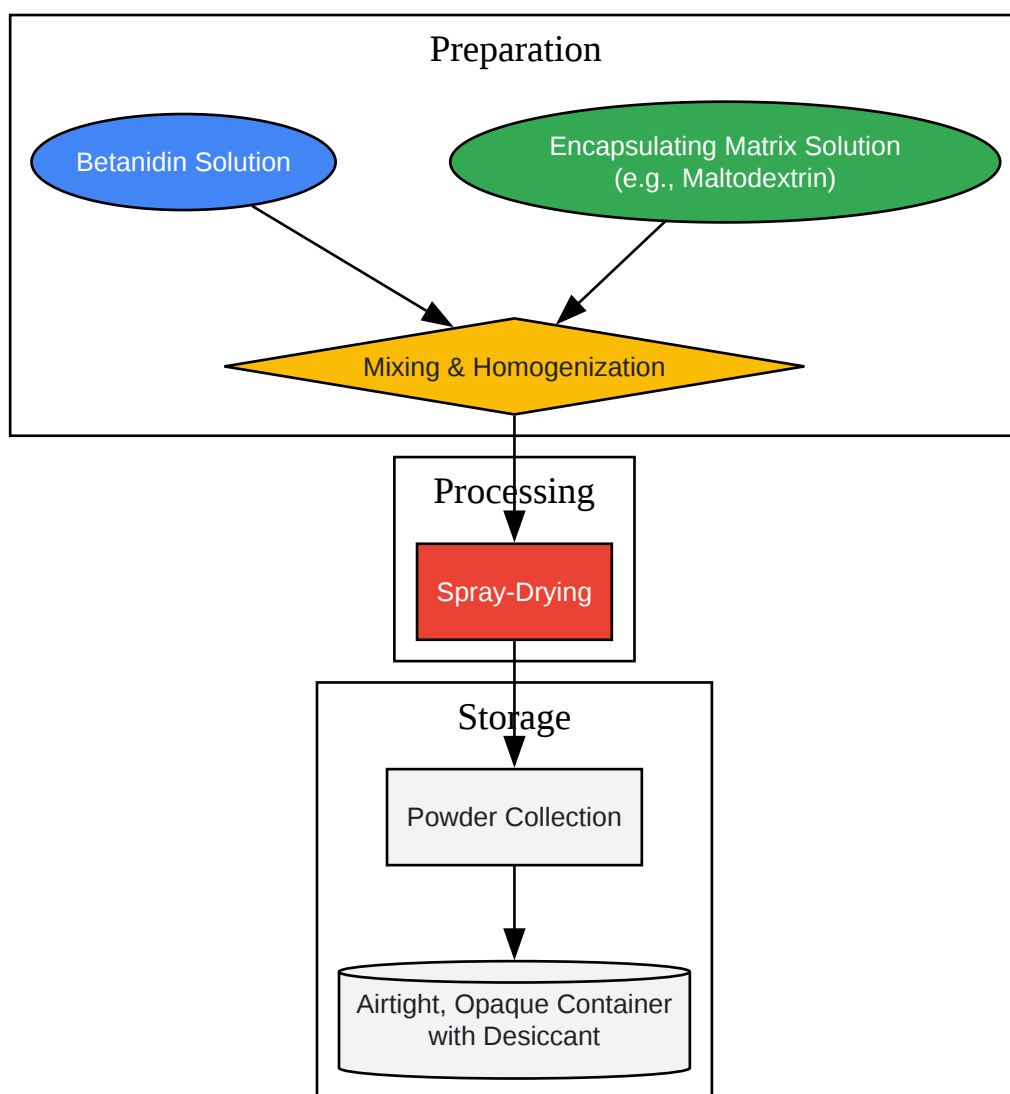 Preparation
Betanidin Solution
Encapsulating Matrix Solution
(e.g., Maltodextrin)
Mixing & Homogenization
Processing
Spray-Drying
Storage
Powder Collection
Airtight, Opaque Container
with Desiccant